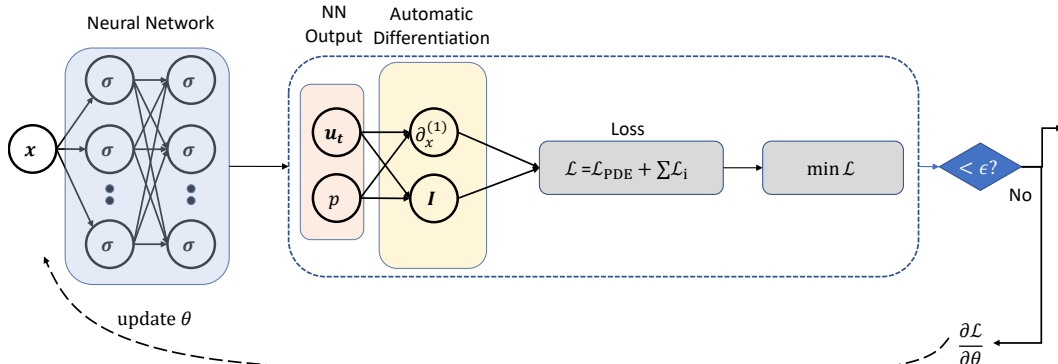 Neural Network
NN
Output
Automatic
Differentiation
x
σ
σ
σ
σ
σ
σ
u_t
p
∂_x^(1)
I
Loss
ℒ =ℒ_PDE + ∑ℒ_i
min ℒ
< ϵ?
No
update θ
∂ℒ
∂θ